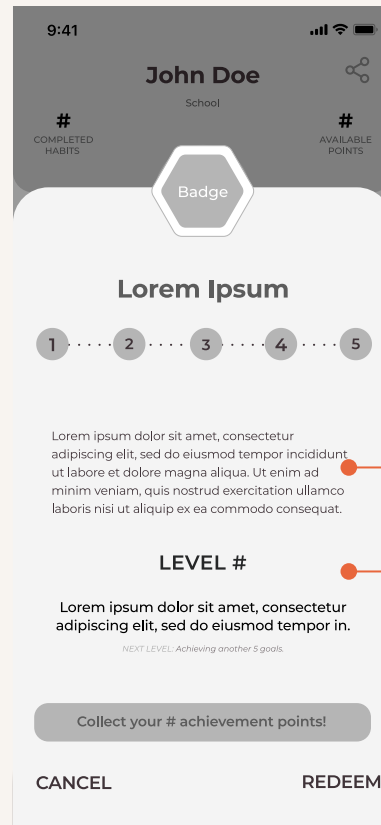 9:41
John Doe
School
#
COMPLETED
HABITS
#
AVAILABLE
POINTS
Badge
Lorem Ipsum
1 2 3 4 5
Lorem ipsum dolor sit amet, consectetur
adipiscing elit, sed do eiusmod tempor incididunt
ut labore et dolore magna aliqua. Ut enim ad
minim veniam, quis nostrud exercitation ullamco
laboris nisi ut aliquip ex ea commodo consequat.
LEVEL #
Lorem ipsum dolor sit amet, consectetur
adipiscing elit, sed do eiusmod tempor in.
NEXT LEVEL: Achieving another 5 goals.
Collect your # achievement points!
CANCEL
REDEEM